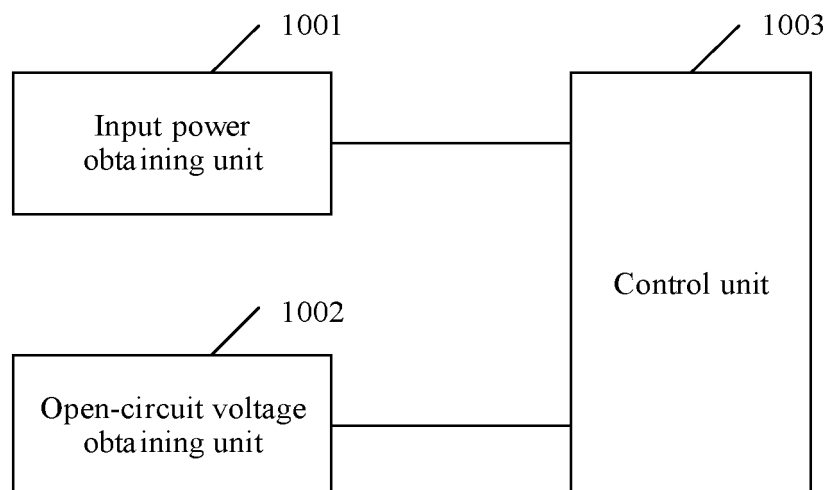 1001
1003
Input power
obtaining unit
Control unit
1002
Open-circuit voltage
obtaining unit